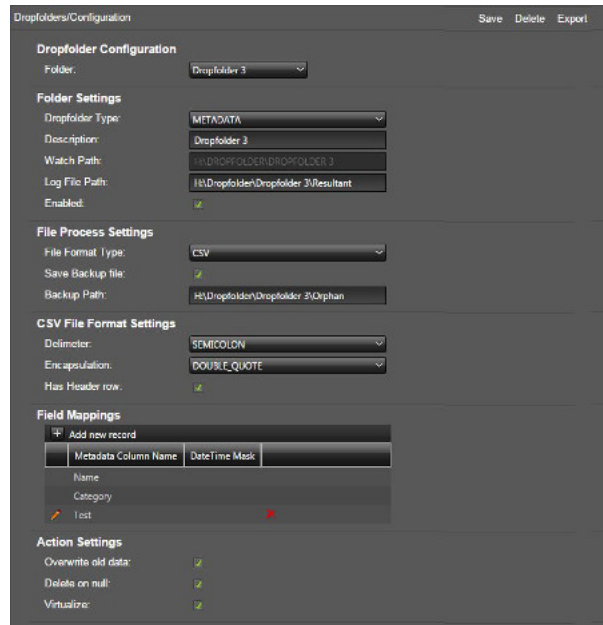 Dropfolders/Configuration Save Delete Export
Dropfolder Configuration
Folder: Dropfolder 3
Folder Settings
Dropfolder Type: METADATA
Description: Dropfolder 3
Watch Path: H:\DROPFOLDER\DROPFOLDER 3
Log File Path: H:\Dropfolder\Dropfolder 3\Resultant
Enabled:
File Process Settings
File Format Type: CSV
Save Backup file:
Backup Path: H:\Dropfolder\Dropfolder 3\Orphan
CSV File Format Settings
Delimeter: SEMICOLON
Encapsulation: DOUBLE_QUOTE
Has Header row:
Field Mappings
+ Add new record
Metadata Column Name DateTime Mask
Name
Category
Test
Action Settings
Overwrite old data:
Delete on null:
Virtualize: